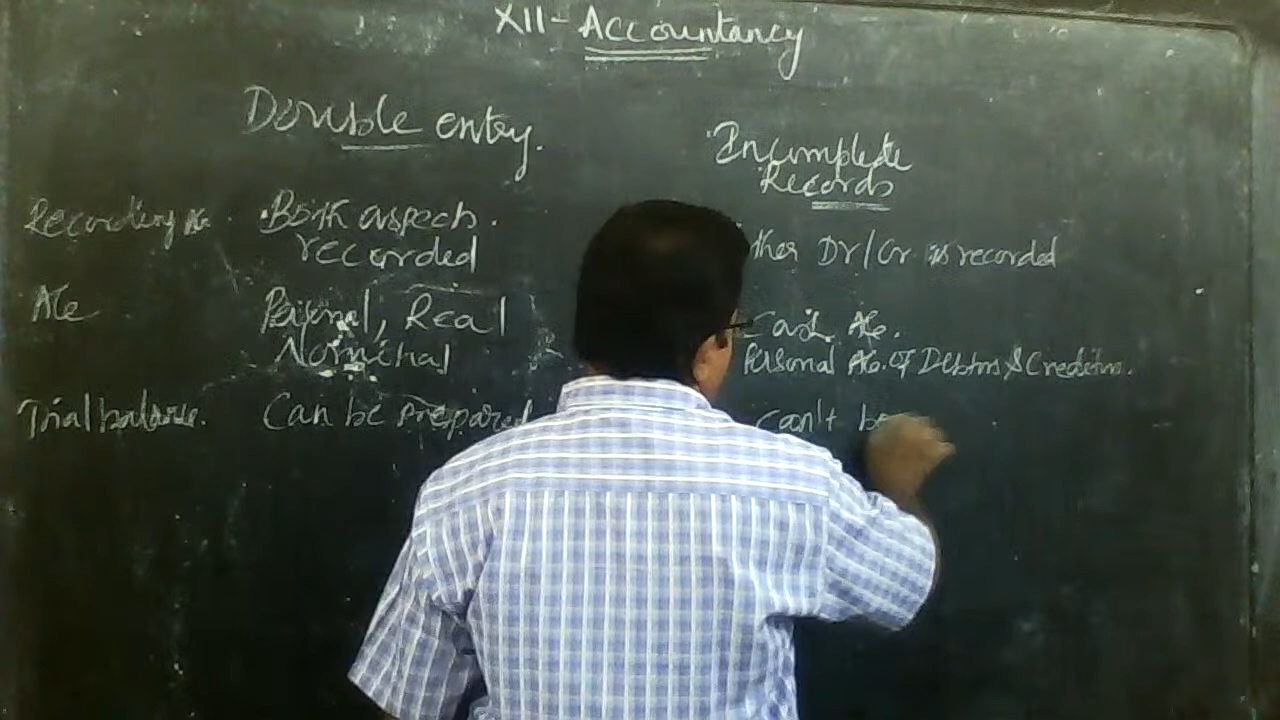 XII - Accountancy
Double entry.
Incomplete
Records
Recording
Both aspects.
recorded
ther Dr/Cr is recorded
A/c
Personal, Real
Nominal
Cash A/c.
Personal A/c. of Debtors & Creditors.
Trial balance.
Can be prepared
Can't be